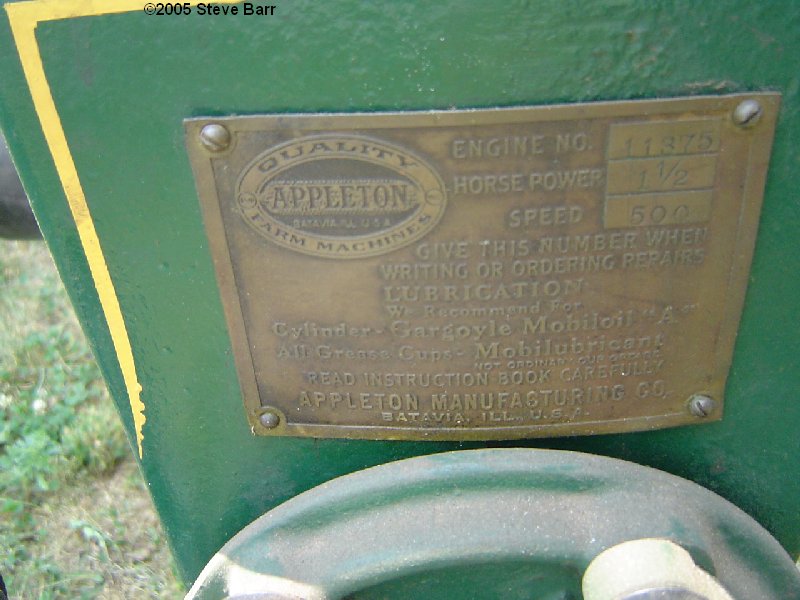 ©2005 Steve Barr
QUALITY
APPLETON
BATAVIA, ILL. U.S.A.
FARM MACHINES
ENGINE NO. 11375
HORSE POWER 1 1/2
SPEED 500
GIVE THIS NUMBER WHEN
WRITING OR ORDERING REPAIRS
LUBRICATION
We Recommend For
Cylinder - Gargoyle Mobiloil "A"
All Grease Cups - Mobilubricant
NOT ORDINARY CUP GREASE
READ INSTRUCTION BOOK CAREFULLY
APPLETON MANUFACTURING CO.
BATAVIA, ILL., U.S.A.